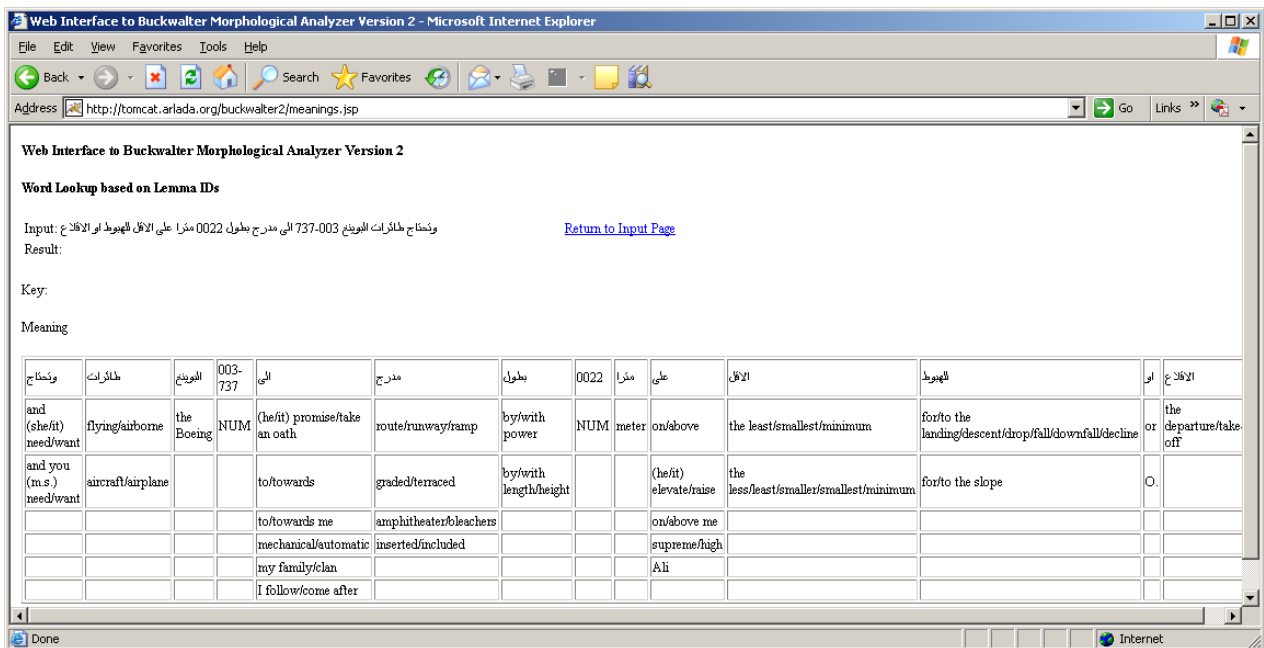 Web Interface to Buckwalter Morphological Analyzer Version 2 - Microsoft Internet Explorer
File Edit View Favorites Tools Help
Back Search Favorites
Address http://tomcat.arlada.org/buckwalter2/meanings.jsp Go Links »
Web Interface to Buckwalter Morphological Analyzer Version 2
Word Lookup based on Lemma IDs
Input: وتحتاج طائرات البوينغ 003-737 الى مدرج بطول 0022 مترا على الاقل للهبوط او الاقلاع Return to Input Page
Result:
Key:
Meaning
وتحتاج طائرات البوينغ 003-737 الى مدرج بطول 0022 مترا على الاقل للهبوط او الاقلاع
and (she/it) need/want flying/airborne the Boeing NUM (he/it) promise/take an oath route/runway/ramp by/with power NUM meter on/above the least/smallest/minimum for/to the landing/descent/drop/fall/downfall/decline or the departure/take-off
and you (m.s.) need/want aircraft/airplane to/towards graded/terraced by/with length/height (he/it) elevate/raise the less/least/smaller/smallest/minimum for/to the slope O.
to/towards me amphitheater/bleachers on/above me
mechanical/automatic inserted/included supreme/high
my family/clan Ali
I follow/come after
Done Internet